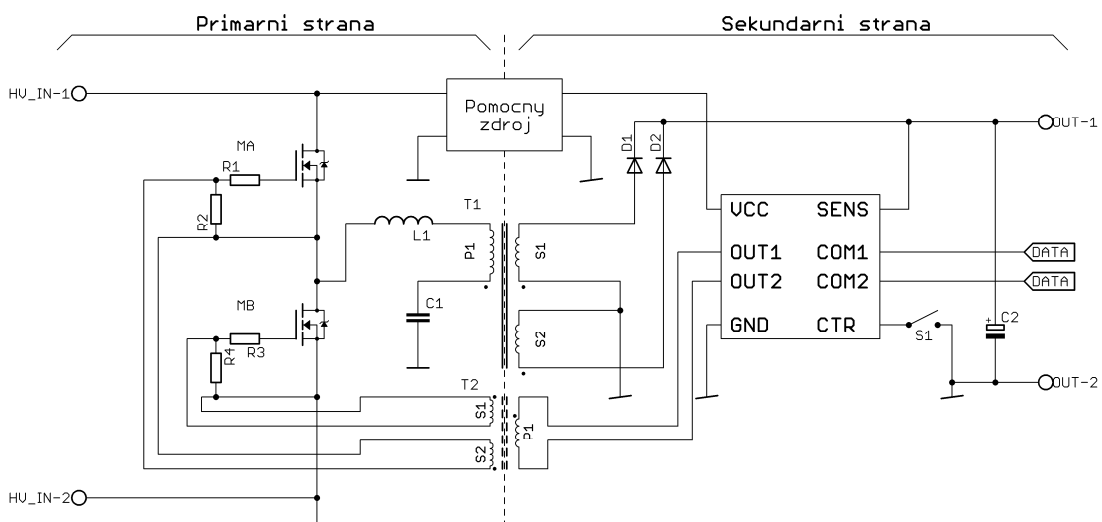 Primarni strana
Sekundarni strana
HV_IN-1
Pomocny
zdroj
D1
D2
OUT-1
MA
R1
R2
T1
L1
P1
S1
VCC
SENS
OUT1
COM1
DATA
OUT2
COM2
DATA
GND
CTR
S1
C1
S2
C2
+
MB
R3
R4
OUT-2
T2
S1
S2
P1
HV_IN-2